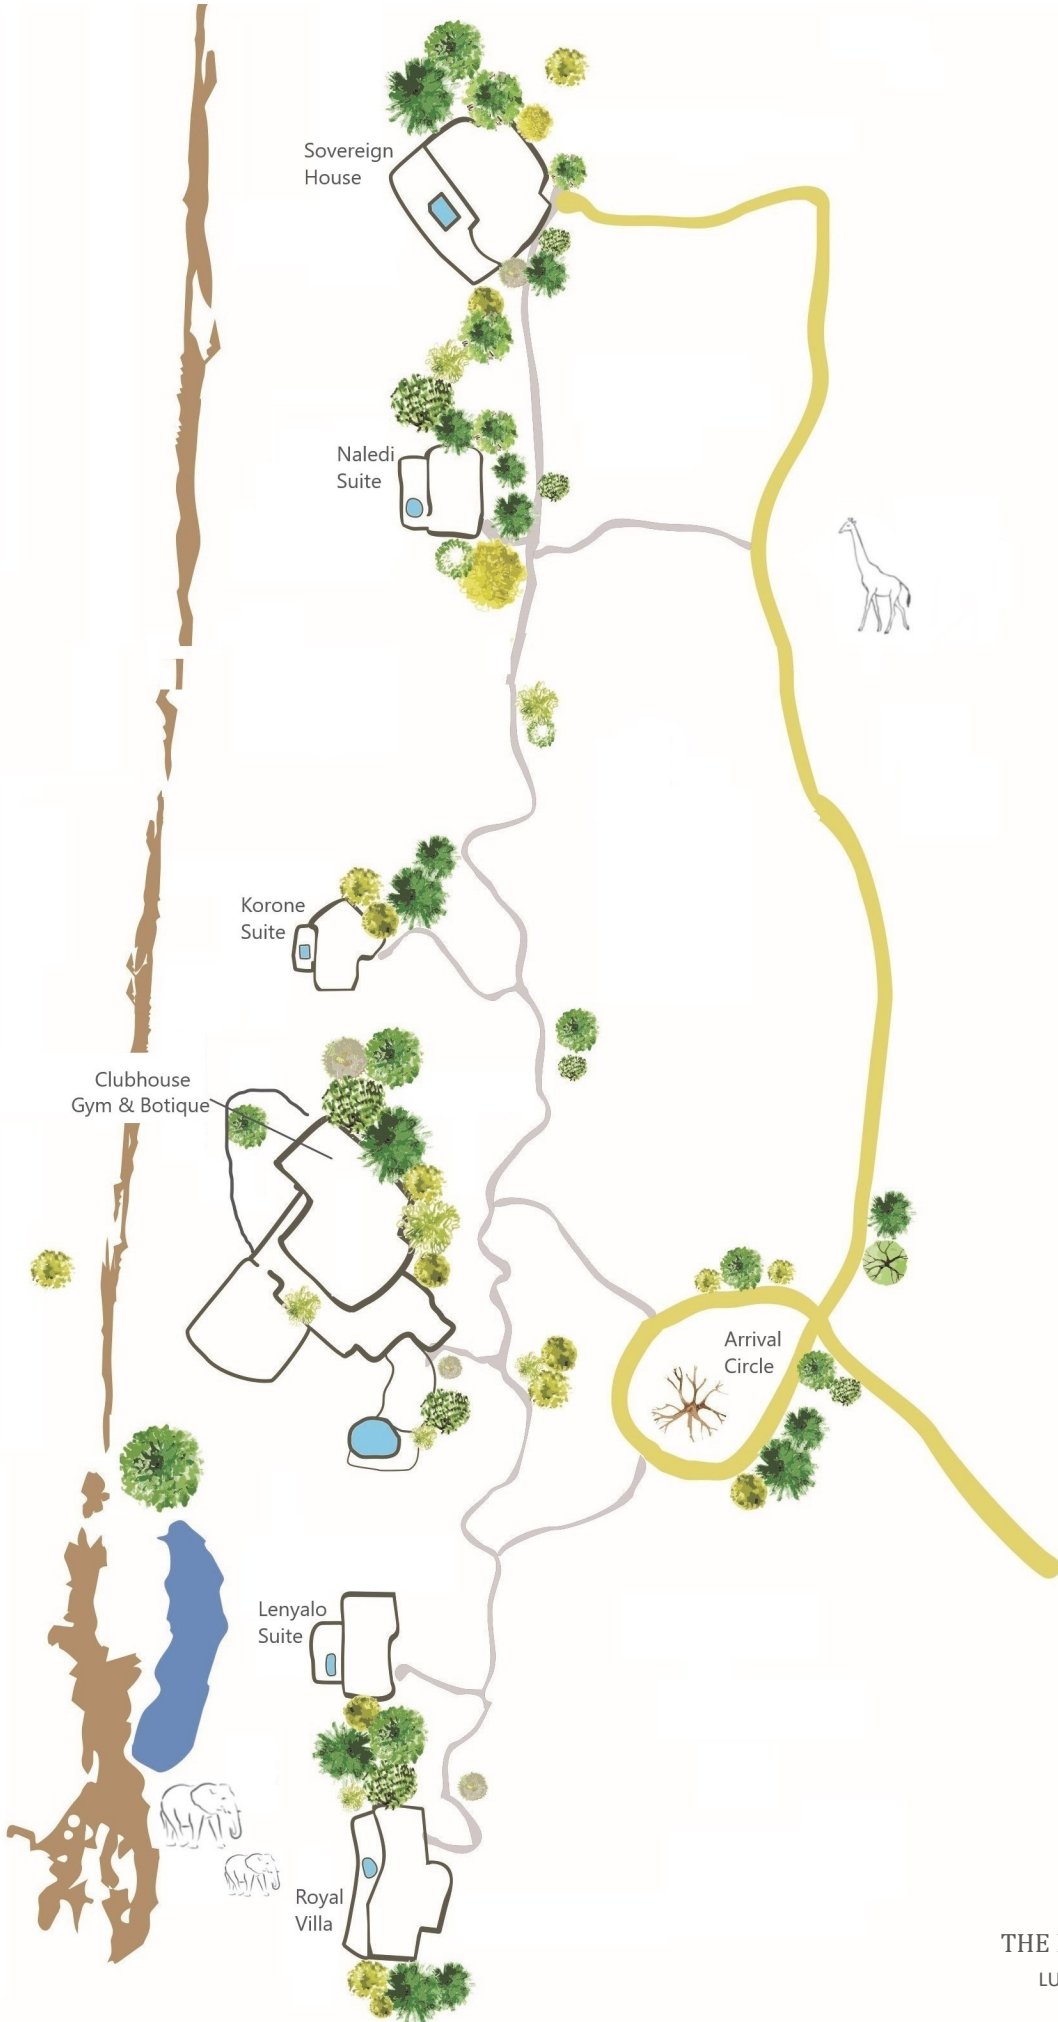 Sovereign
House
Naledi
Suite
Korone
Suite
Clubhouse
Gym & Botique
Arrival
Circle
Lenyalo
Suite
Royal
Villa
THE
LU